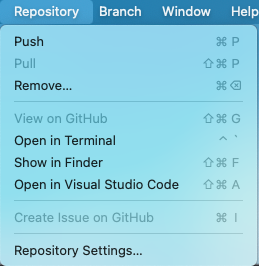 Repository Branch Window Help
Push ⌘ P
Pull ⇧⌘ P
Remove... ⌘⌫
View on GitHub ⇧⌘ G
Open in Terminal ⌃ `
Show in Finder ⇧⌘ F
Open in Visual Studio Code ⇧⌘ A
Create Issue on GitHub ⌘ I
Repository Settings...